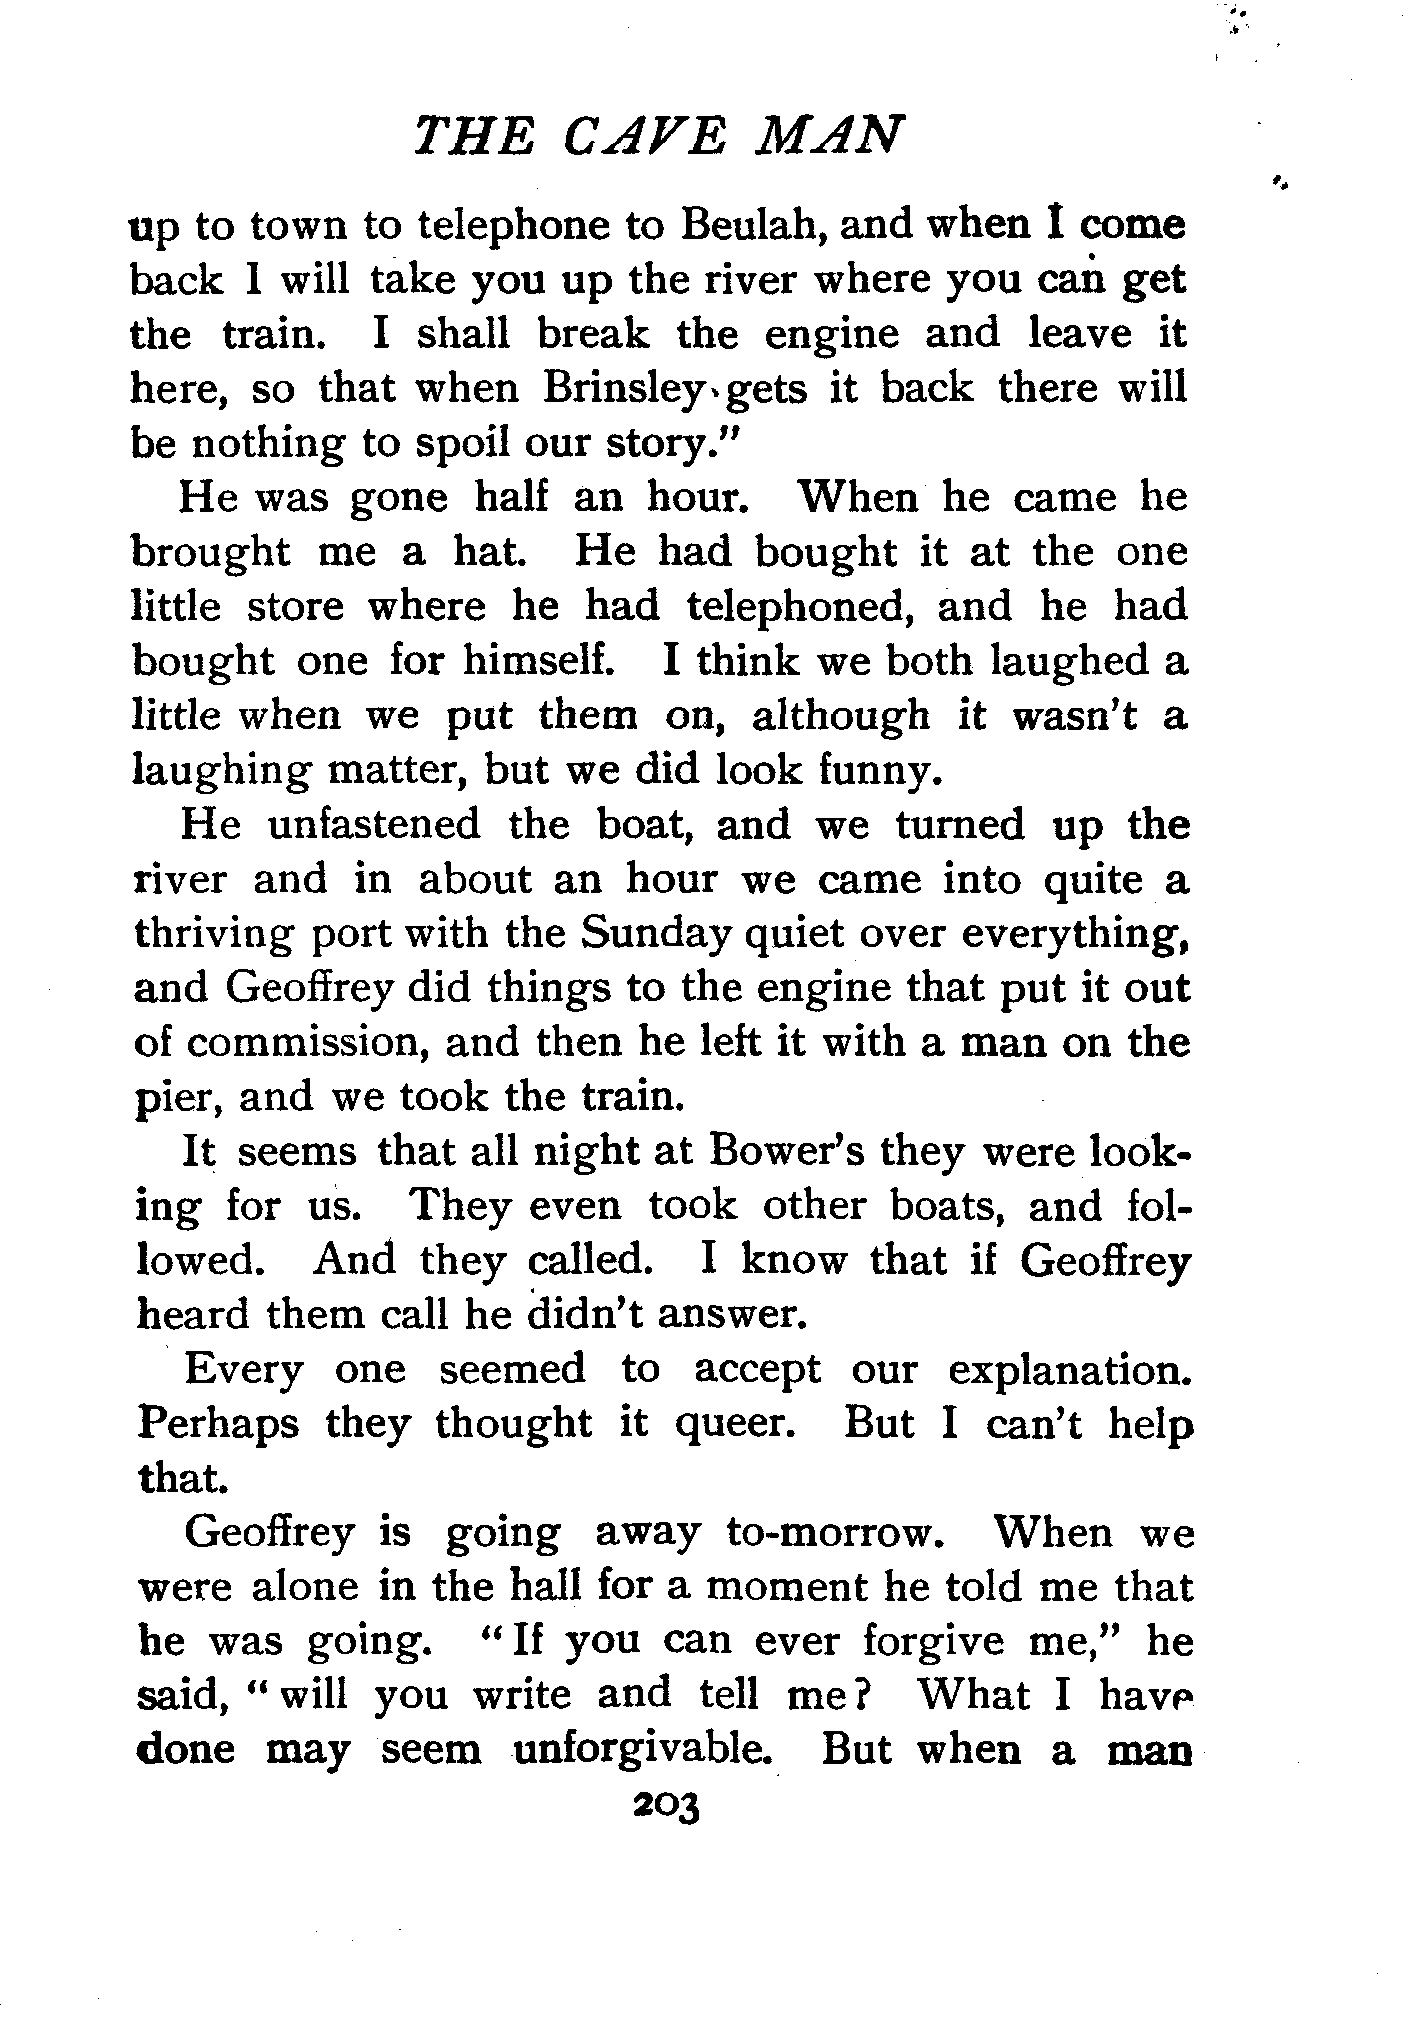 THE CAVE MAN
up to town to telephone to Beulah, and when I come
back I will take you up the river where you can get
the train. I shall break the engine and leave it
here, so that when Brinsley gets it back there will
be nothing to spoil our story."
He was gone half an hour. When he came he
brought me a hat. He had bought it at the one
little store where he had telephoned, and he had
bought one for himself. I think we both laughed a
little when we put them on, although it wasn't a
laughing matter, but we did look funny.
He unfastened the boat, and we turned up the
river and in about an hour we came into quite a
thriving port with the Sunday quiet over everything,
and Geoffrey did things to the engine that put it out
of commission, and then he left it with a man on the
pier, and we took the train.
It seems that all night at Bower's they were look-
ing for us. They even took other boats, and fol-
lowed. And they called. I know that if Geoffrey
heard them call he didn't answer.
Every one seemed to accept our explanation.
Perhaps they thought it queer. But I can't help
that.
Geoffrey is going away to-morrow. When we
were alone in the hall for a moment he told me that
he was going. "If you can ever forgive me," he
said, "will you write and tell me? What I have
done may seem unforgivable. But when a man
203